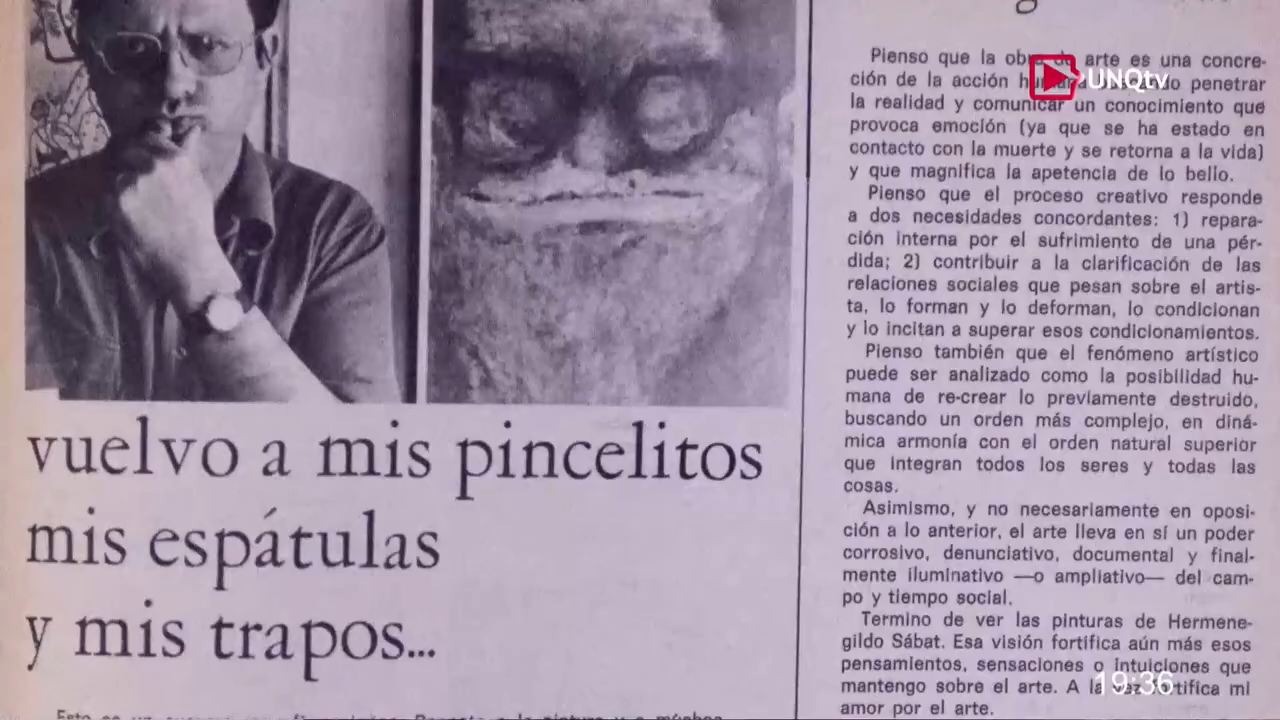 vuelvo a mis pincelitos
mis espátulas
y mis trapos...
Pienso que la obra de arte es una concre-
ción de la acción humana penetrar
la realidad y comunicar un conocimiento que
provoca emoción (ya que se ha estado en
contacto con la muerte y se retorna a la vida)
y que magnifica la apetencia de lo bello.
Pienso que el proceso creativo responde
a dos necesidades concordantes: 1) repara-
ción interna por el sufrimiento de una pér-
dida; 2) contribuir a la clarificación de las
relaciones sociales que pesan sobre el artis-
ta, lo forman y lo deforman, lo condicionan
y lo incitan a superar esos condicionamientos.
Pienso también que el fenómeno artístico
puede ser analizado como la posibilidad hu-
mana de re-crear lo previamente destruido,
buscando un orden más complejo, en diná-
mica armonía con el orden natural superior
que integran todos los seres y todas las
cosas.
Asimismo, y no necesariamente en oposi-
ción a lo anterior, el arte lleva en sí un poder
corrosivo, denunciativo, documental y final-
mente iluminativo —o ampliativo— del cam-
po y tiempo social.
Termino de ver las pinturas de Hermene-
gildo Sábat. Esa visión fortifica aún más esos
pensamientos, sensaciones o intuiciones que
mantengo sobre el arte. A la vez fortifica mi
amor por el arte.
UNQtv
19:36